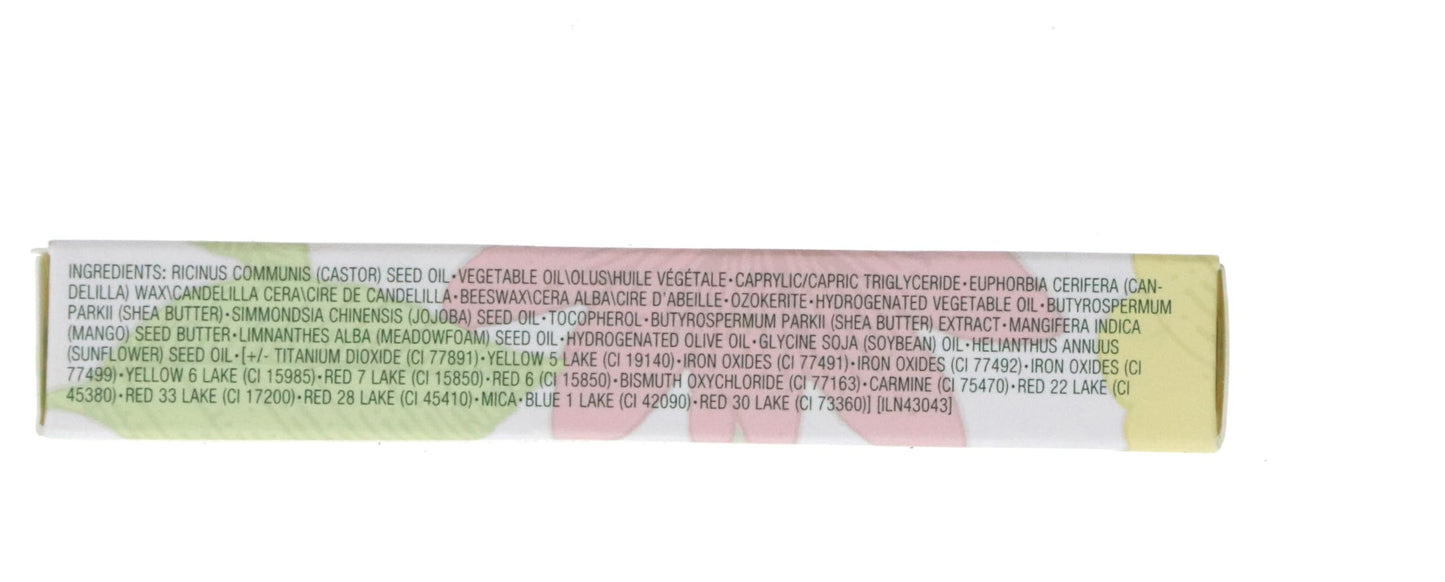 INGREDIENTS: RICINUS COMMUNIS (CASTOR) SEED OIL•VEGETABLE OIL\OLUS\HUILE VÉGÉTALE•CAPRYLIC/CAPRIC TRIGLYCERIDE•EUPHORBIA CERIFERA (CAN-
DELILLA) WAX\CANDELILLA CERA\CIRE DE CANDELILLA•BEESWAX\CERA ALBA\CIRE D'ABEILLE•OZOKERITE•HYDROGENATED VEGETABLE OIL•BUTYROSPERMUM
PARKII (SHEA BUTTER)•SIMMONDSIA CHINENSIS (JOJOBA) SEED OIL•TOCOPHEROL•BUTYROSPERMUM PARKII (SHEA BUTTER) EXTRACT•MANGIFERA INDICA
(MANGO) SEED BUTTER•LIMNANTHES ALBA (MEADOWFOAM) SEED OIL•HYDROGENATED OLIVE OIL•GLYCINE SOJA (SOYBEAN) OIL•HELIANTHUS ANNUUS
(SUNFLOWER) SEED OIL•[+/- TITANIUM DIOXIDE (CI 77891)•YELLOW 5 LAKE (CI 19140)•IRON OXIDES (CI 77491)•IRON OXIDES (CI 77492)•IRON OXIDES (CI
77499)•YELLOW 6 LAKE (CI 15985)•RED 7 LAKE (CI 15850)•RED 6 (CI 15850)•BISMUTH OXYCHLORIDE (CI 77163)•CARMINE (CI 75470)•RED 22 LAKE (CI
45380)•RED 33 LAKE (CI 17200)•RED 28 LAKE (CI 45410)•MICA•BLUE 1 LAKE (CI 42090)•RED 30 LAKE (CI 73360)] [ILN43043]